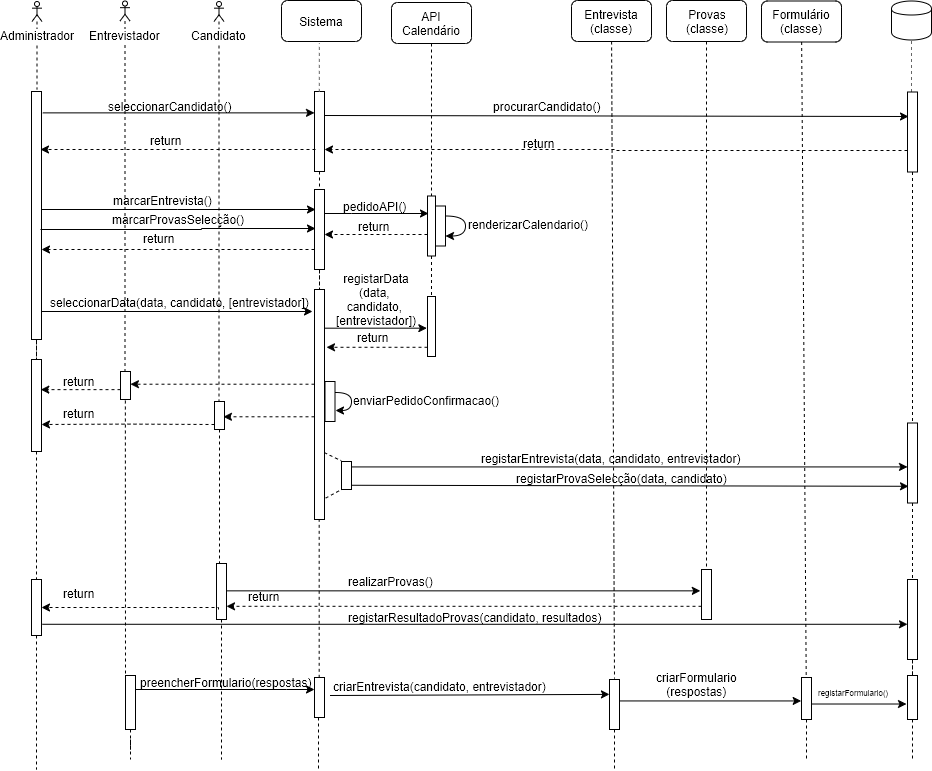 Administrador
Entrevistador
Candidato
Sistema
API
Calendário
Entrevista
(classe)
Provas
(classe)
Formulário
(classe)
seleccionarCandidato()
procurarCandidato()
return
return
marcarEntrevista()
pedidoAPI()
marcarProvasSelecção()
return
renderizarCalendario()
return
registarData
(data,
candidato,
[entrevistador])
seleccionarData(data, candidato, [entrevistador])
return
return
enviarPedidoConfirmacao()
return
registarEntrevista(data, candidato, entrevistador)
registarProvaSelecção(data, candidato)
realizarProvas()
return
return
registarResultadoProvas(candidato, resultados)
preencherFormulario(respostas)
criarEntrevista(candidato, entrevistador)
criarFormulario
(respostas)
registarFormulario()